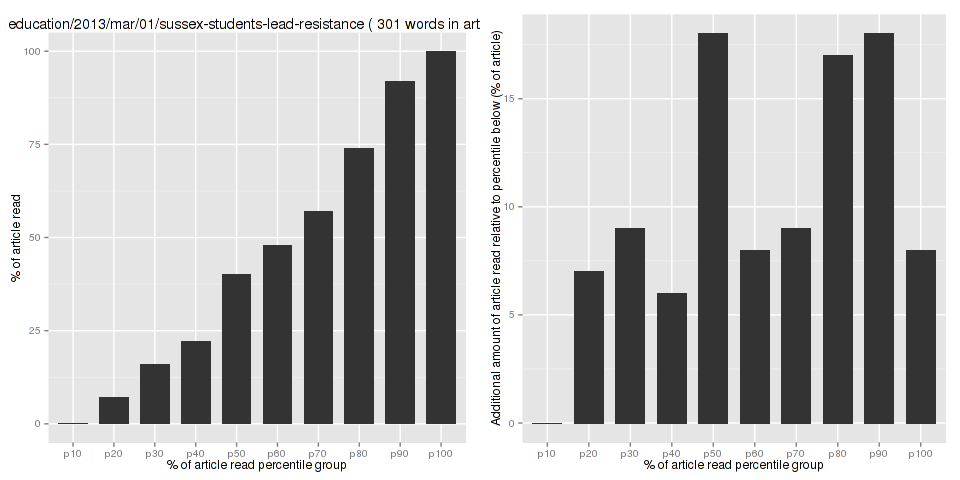 education/2013/mar/01/sussex-students-lead-resistance ( 301 words in art
% of article read
100
75
50
25
0
p10 p20 p30 p40 p50 p60 p70 p80 p90 p100
% of article read percentile group
Additional amount of article read relative to percentile below (% of article)
15
10
5
0
p10 p20 p30 p40 p50 p60 p70 p80 p90 p100
% of article read percentile group